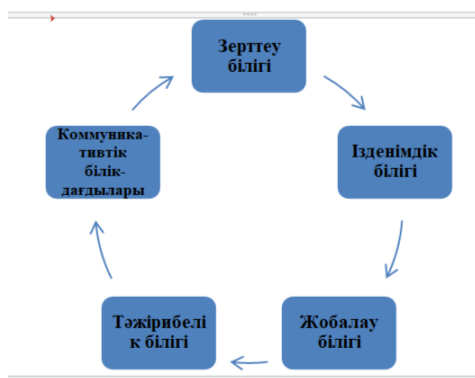 Зерттеу
білігі
Ізденімдік
білігі
Жобалау
білігі
Тәжірибелі
к білігі
Коммуника-
тивтік
білік-
дағдылары